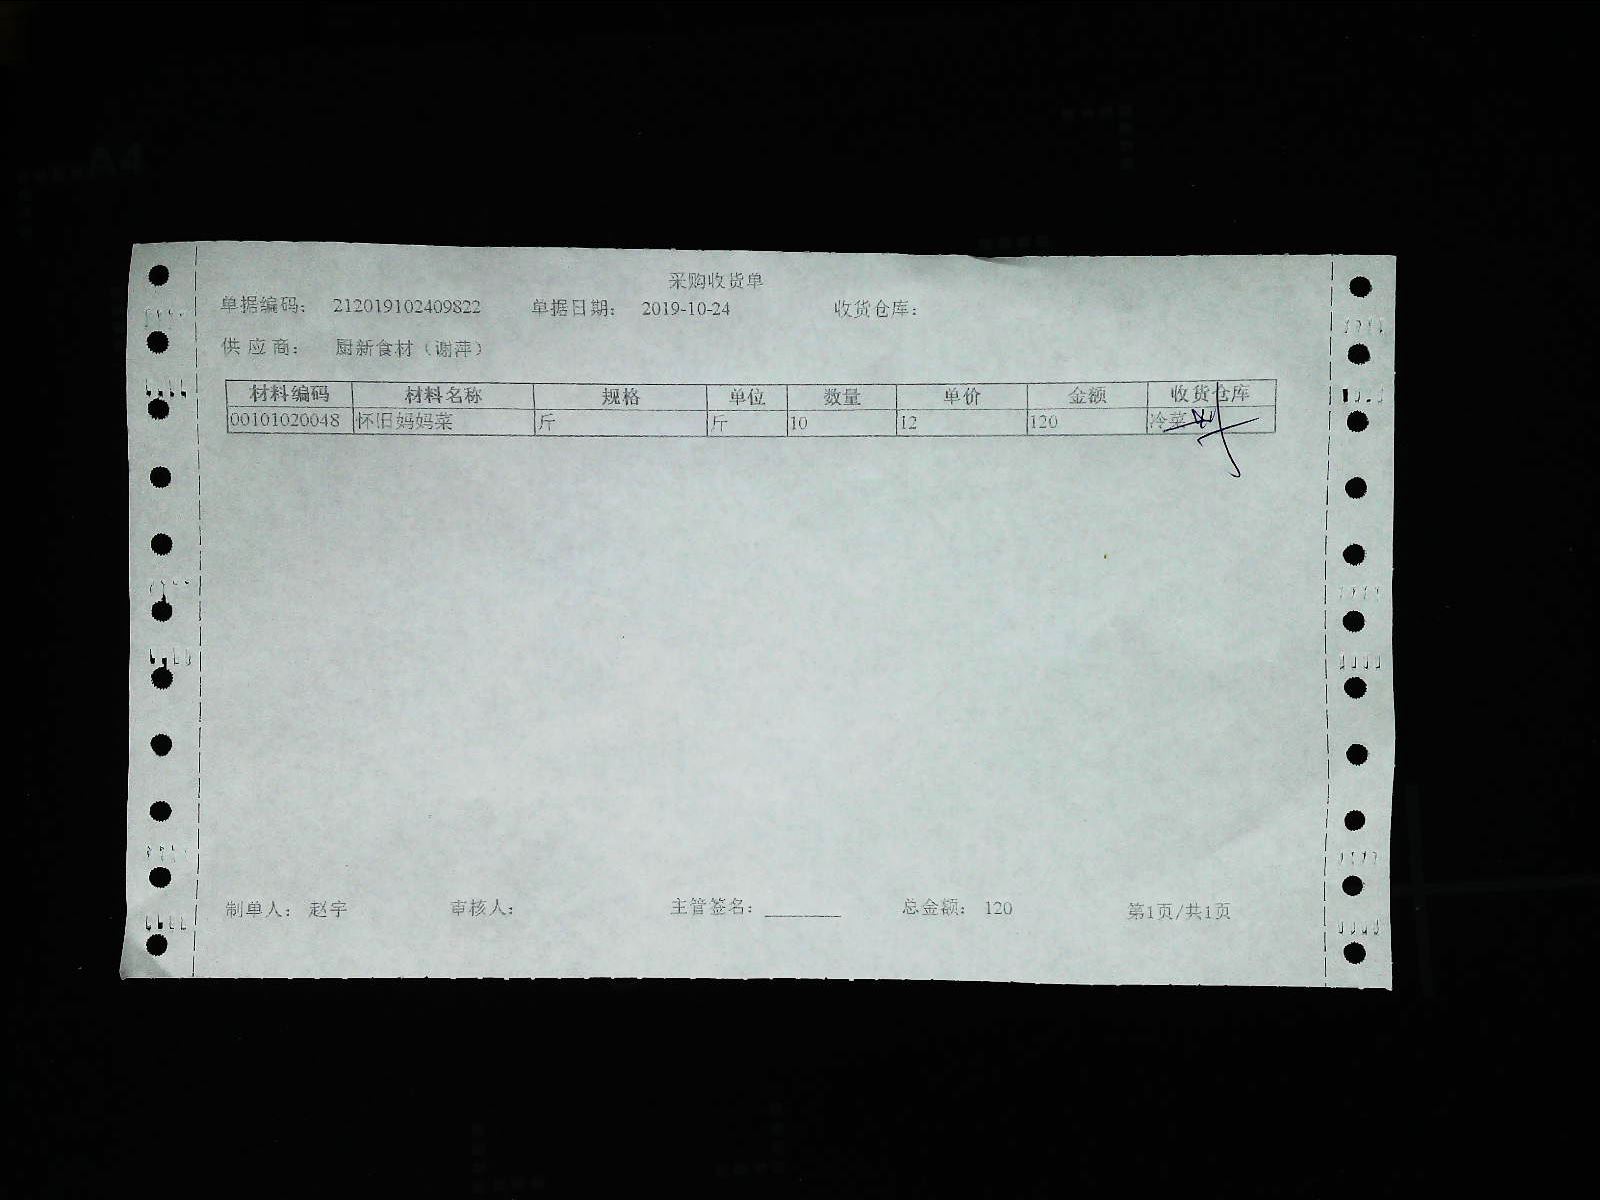 采购收货单
单据编码： 212019102409822 单据日期： 2019-10-24 收货仓库：
供 应 商： 厨新食材（谢萍）
材料编码 材料名称 规格 单位 数量 单价 金额 收货仓库
00101020048 怀旧妈妈菜 斤 斤 10 12 120 冷菜
制单人： 赵宇 审核人： 主管签名：________ 总金额： 120 第1页/共1页